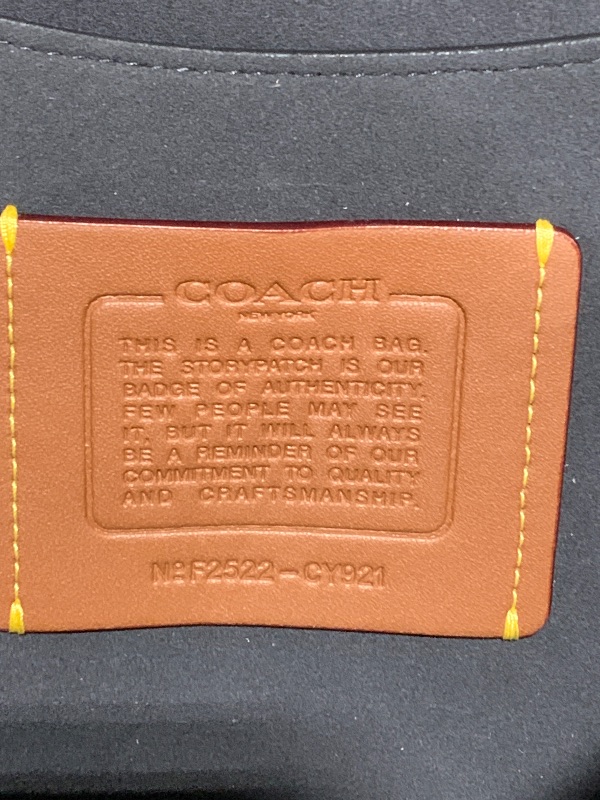 COACH
NEW YORK
THIS IS A COACH BAG.
THE STORYPATCH IS OUR
BADGE OF AUTHENTICITY.
FEW PEOPLE MAY SEE
IT, BUT IT WILL ALWAYS
BE A REMINDER OF OUR
COMMITMENT TO QUALITY
AND CRAFTSMANSHIP.
Nº F2522-CY921